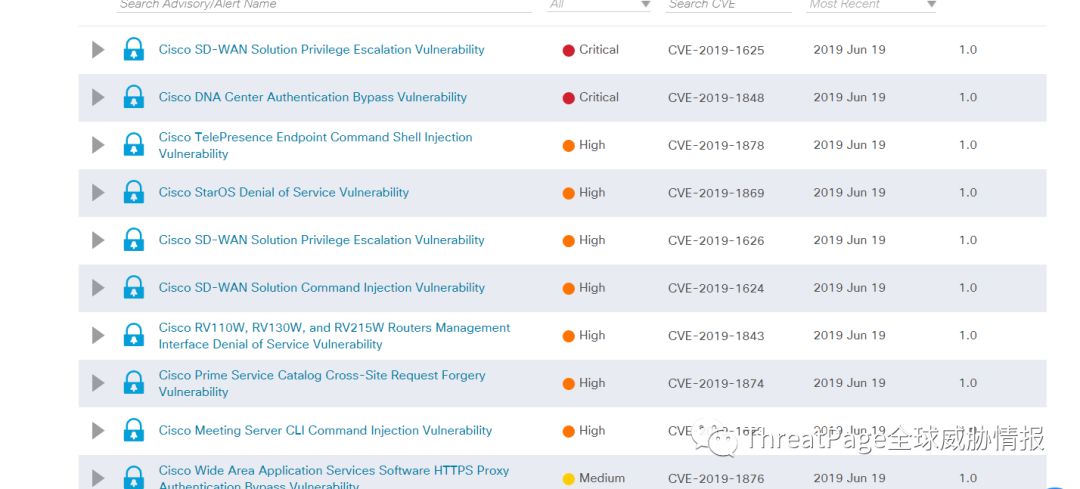 Search Advisory/Alert Name All Search CVE Most Recent
Cisco SD-WAN Solution Privilege Escalation Vulnerability Critical CVE-2019-1625 2019 Jun 19 1.0
Cisco DNA Center Authentication Bypass Vulnerability Critical CVE-2019-1848 2019 Jun 19 1.0
Cisco TelePresence Endpoint Command Shell Injection
Vulnerability High CVE-2019-1878 2019 Jun 19 1.0
Cisco StarOS Denial of Service Vulnerability High CVE-2019-1869 2019 Jun 19 1.0
Cisco SD-WAN Solution Privilege Escalation Vulnerability High CVE-2019-1626 2019 Jun 19 1.0
Cisco SD-WAN Solution Command Injection Vulnerability High CVE-2019-1624 2019 Jun 19 1.0
Cisco RV110W, RV130W, and RV215W Routers Management
Interface Denial of Service Vulnerability High CVE-2019-1843 2019 Jun 19 1.0
Cisco Prime Service Catalog Cross-Site Request Forgery
Vulnerability High CVE-2019-1874 2019 Jun 19 1.0
Cisco Meeting Server CLI Command Injection Vulnerability High 2019 Jun 19 1.0
ThreatPage全球威胁情报
Cisco Wide Area Application Services Software HTTPS Proxy
Authentication Bypass Vulnerability Medium CVE-2019-1876 2019 Jun 19 1.0